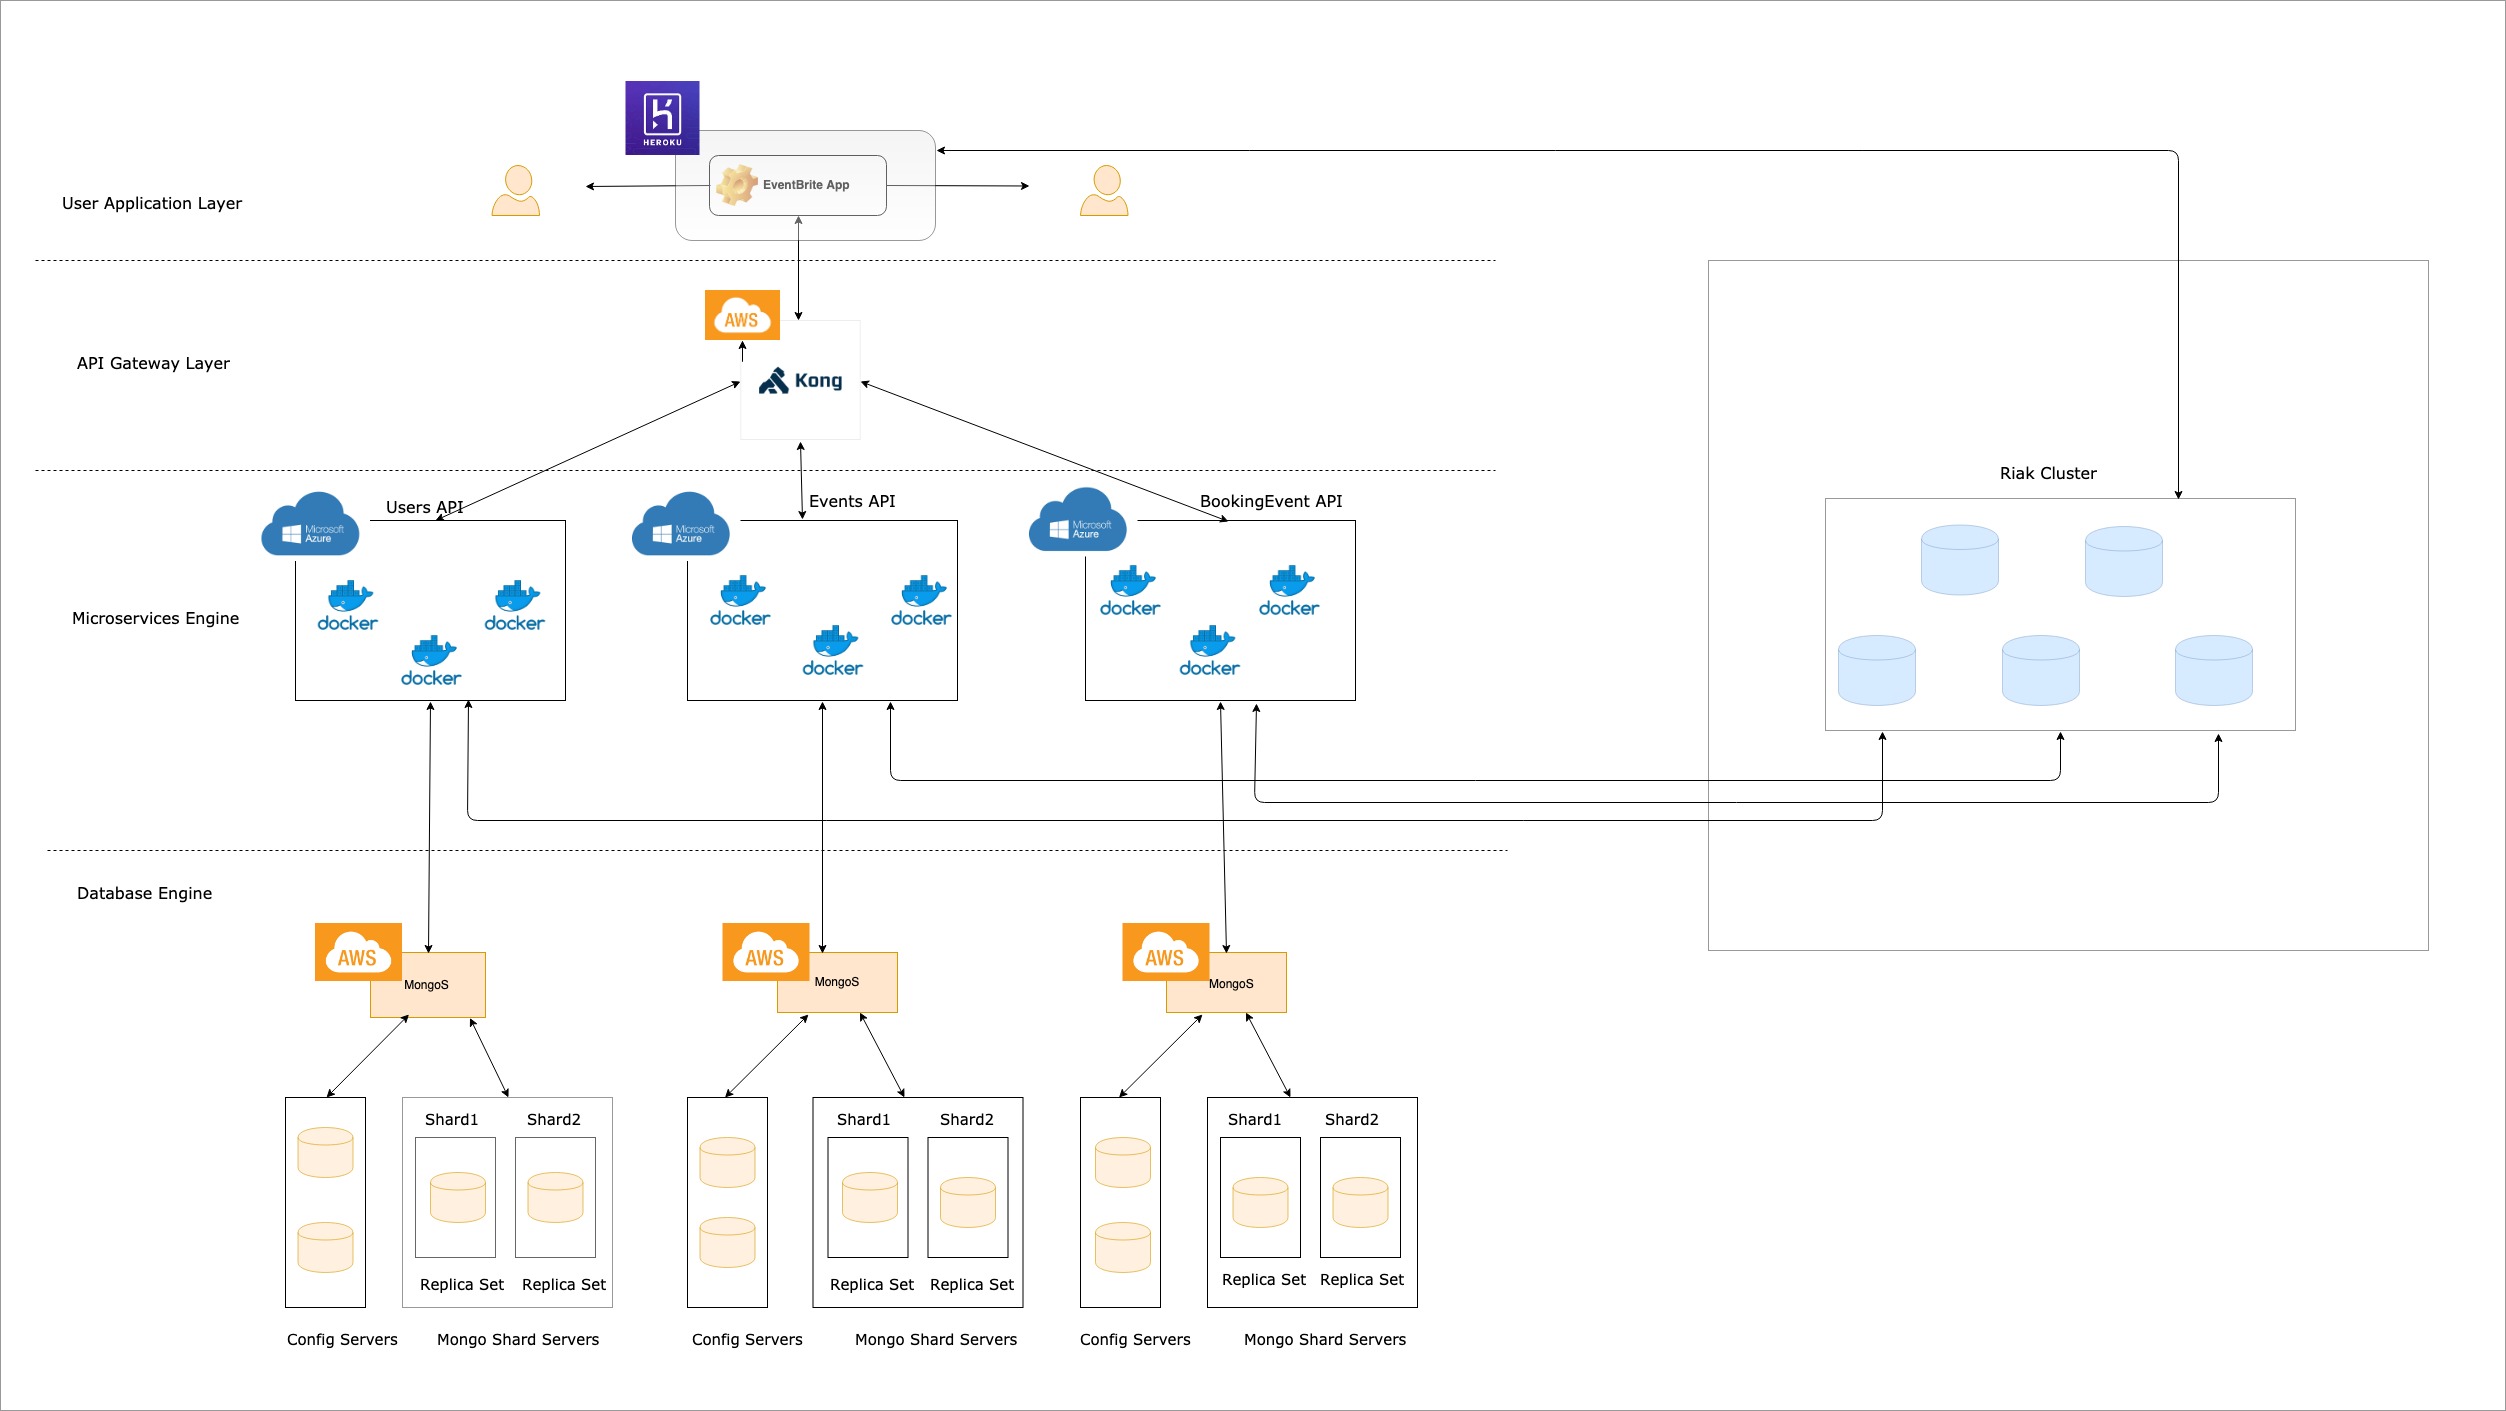 HEROKU
EventBrite App
User Application Layer
AWS
API Gateway Layer
Kong
Riak Cluster
Users API
Events API
BookingEvent API
Microsoft
Azure
Microsoft
Azure
Microsoft
Azure
docker
docker
docker
docker
docker
docker
docker
docker
docker
Microservices Engine
Database Engine
AWS
MongoS
AWS
MongoS
AWS
MongoS
Shard1
Shard2
Replica Set
Replica Set
Config Servers
Mongo Shard Servers
Shard1
Shard2
Replica Set
Replica Set
Config Servers
Mongo Shard Servers
Shard1
Shard2
Replica Set
Replica Set
Config Servers
Mongo Shard Servers